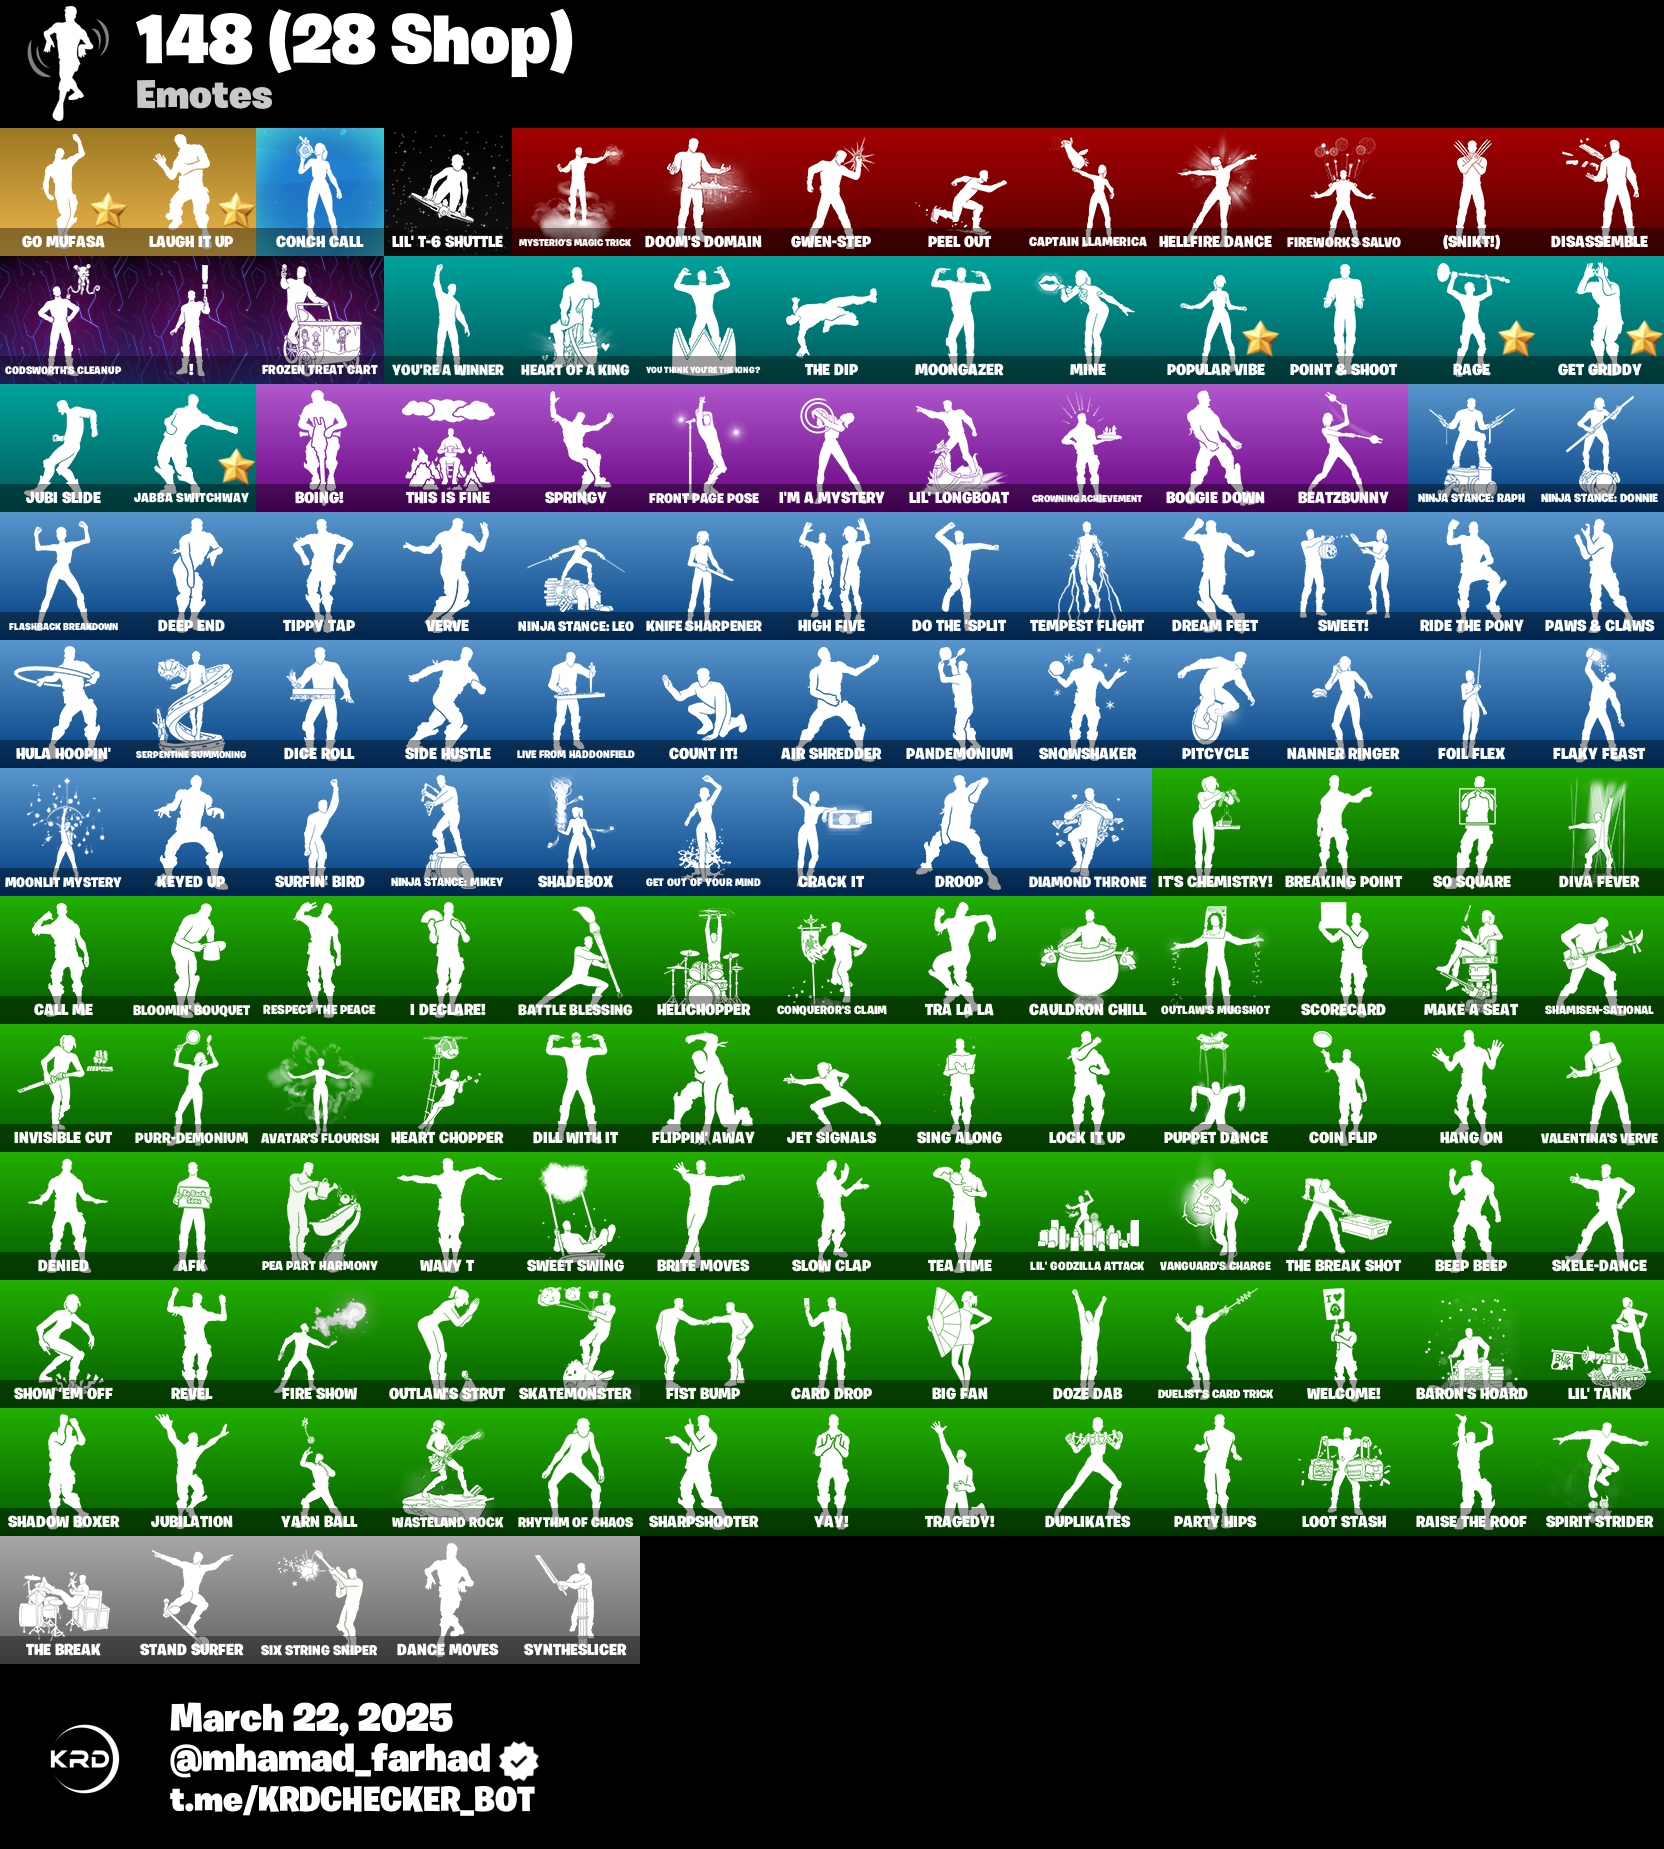 148 (28 Shop)
Emotes
GO MUFASA LAUGH IT UP CONCH CALL LIL' T-6 SHUTTLE MYSTERIO'S MAGIC TRICK DOOM'S DOMAIN GWEN-STEP PEEL OUT CAPTAIN LLAMERICA HELLFIRE DANCE FIREWORKS SALVO (SNIKT!) DISASSEMBLE
CODSWORTH'S CLEANUP ! FROZEN TREAT CART YOU'RE A WINNER HEART OF A KING YOU THINK YOU'RE THE KING? THE DIP MOONGAZER MINE POPULAR VIBE POINT & SHOOT RAGE GET GRIDDY
JUBI SLIDE JABBA SWITCHWAY BOING! THIS IS FINE SPRINGY FRONT PAGE POSE I'M A MYSTERY LIL' LONGBOAT CROWNING ACHIEVEMENT BOOGIE DOWN BEATZBUNNY NINJA STANCE: RAPH NINJA STANCE: DONNIE
FLASHBACK BREAKDOWN DEEP END TIPPY TAP VERVE NINJA STANCE: LEO KNIFE SHARPENER HIGH FIVE DO THE 'SPLIT TEMPEST FLIGHT DREAM FEET SWEET! RIDE THE PONY PAWS & CLAWS
HULA HOOPIN' SERPENTINE SUMMONING DICE ROLL SIDE HUSTLE LIVE FROM HADDONFIELD COUNT IT! AIR SHREDDER PANDEMONIUM SNOWSHAKER PITCYCLE NANNER RINGER FOIL FLEX FLAKY FEAST
MOONLIT MYSTERY KEYED UP SURFIN' BIRD NINJA STANCE: MIKEY SHADEBOX GET OUT OF YOUR MIND CRACK IT DROOP DIAMOND THRONE IT'S CHEMISTRY! BREAKING POINT SO SQUARE DIVA FEVER
CALL ME BLOOMIN' BOUQUET RESPECT THE PEACE I DECLARE! BATTLE BLESSING HELICHOPPER CONQUEROR'S CLAIM TRA LA LA CAULDRON CHILL OUTLAW'S MUGSHOT SCORECARD MAKE A SEAT SHAMISEN-SATIONAL
INVISIBLE CUT PURR-DEMONIUM AVATAR'S FLOURISH HEART CHOPPER DILL WITH IT FLIPPIN' AWAY JET SIGNALS SING ALONG LOCK IT UP PUPPET DANCE COIN FLIP HANG ON VALENTINA'S VERVE
Be Back
Soon
DENIED AFK PEA PART HARMONY WAVY T SWEET SWING BRITE MOVES SLOW CLAP TEA TIME LIL' GODZILLA ATTACK VANGUARD'S CHARGE THE BREAK SHOT BEEP BEEP SKELE-DANCE
SHOW 'EM OFF REVEL FIRE SHOW OUTLAW'S STRUT SKATEMONSTER FIST BUMP CARD DROP BIG FAN DOZE DAB DUELIST'S CARD TRICK WELCOME! BARON'S HOARD LIL' TANK
SHADOW BOXER JUBILATION YARN BALL WASTELAND ROCK RHYTHM OF CHAOS SHARPSHOOTER YAY! TRAGEDY! DUPLIKATES PARTY HIPS LOOT STASH RAISE THE ROOF SPIRIT STRIDER
THE BREAK STAND SURFER SIX STRING SNIPER DANCE MOVES SYNTHESLICER
March 22, 2025
KRD @mhamad_farhad
t.me/KRDCHECKER_BOT